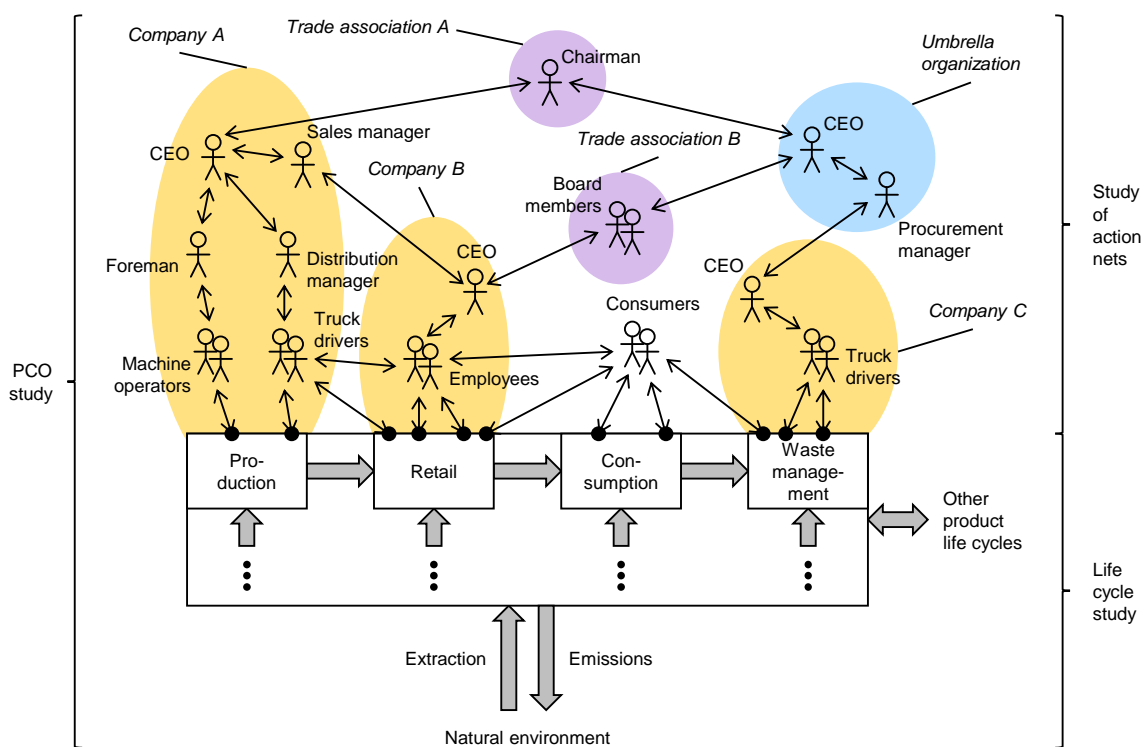 Trade association A
Company A
Umbrella
organization
Chairman
CEO
Sales manager
Trade association B
CEO
Company B
Board
members
Study
of
action
nets
Procurement
manager
Foreman
Distribution
manager
CEO
CEO
Consumers
Company C
Truck
drivers
PCO
study
Machine
operators
Employees
Truck
drivers
Pro-
duction
Retail
Con-
sumption
Waste
manage-
ment
Other
product
life cycles
Life
cycle
study
Extraction
Emissions
Natural environment